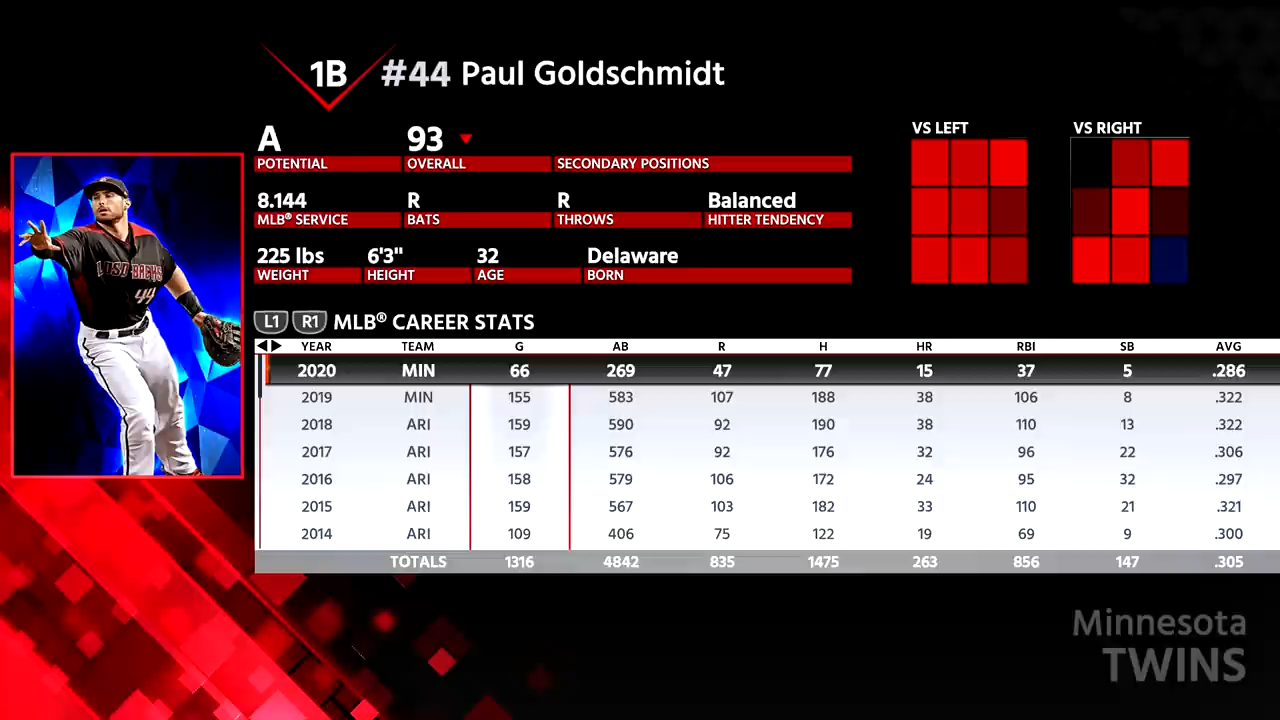 1B #44 Paul Goldschmidt
A 93
POTENTIAL OVERALL SECONDARY POSITIONS
8.144 R R Balanced
MLB® SERVICE BATS THROWS HITTER TENDENCY
225 lbs 6'3" 32 Delaware
WEIGHT HEIGHT AGE BORN
VS LEFT VS RIGHT
L1 R1 MLB® CAREER STATS
YEAR TEAM G AB R H HR RBI SB AVG
2020 MIN 66 269 47 77 15 37 5 .286
2019 MIN 155 583 107 188 38 106 8 .322
2018 ARI 159 590 92 190 38 110 13 .322
2017 ARI 157 576 92 176 32 96 22 .306
2016 ARI 158 579 106 172 24 95 32 .297
2015 ARI 159 567 103 182 33 110 21 .321
2014 ARI 109 406 75 122 19 69 9 .300
TOTALS 1316 4842 835 1475 263 856 147 .305
44
Minnesota
TWINS